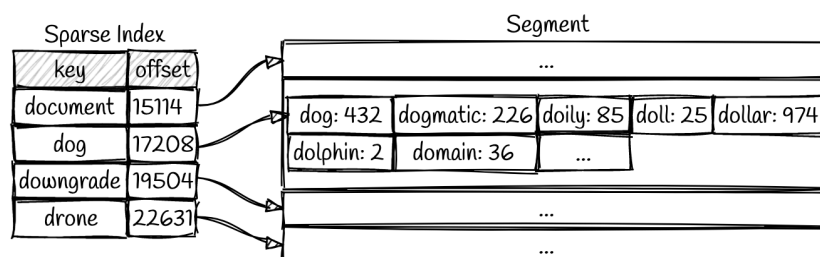 Sparse Index
key offset
document 15114
dog 17208
downgrade 19504
drone 22631
Segment
...
dog: 432 dogmatic: 226 doily: 85 doll: 25 dollar: 974
dolphin: 2 domain: 36 ...
...
...